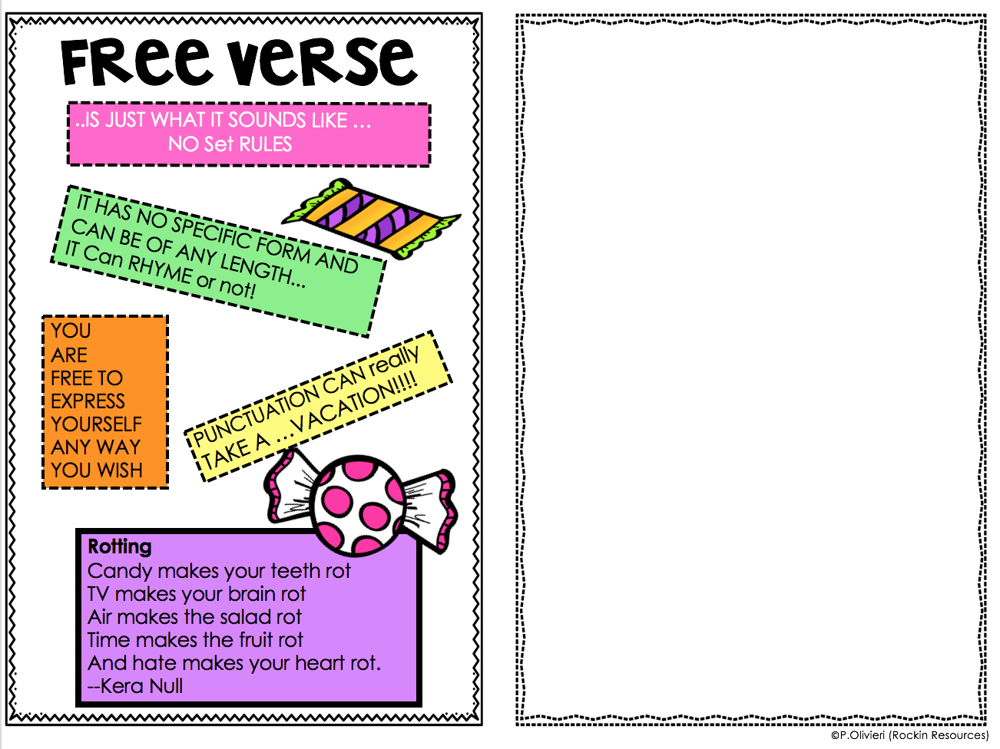 FRee VeRSe
..IS JUST WHAT IT SOUNDS LIKE ...
NO Set RULES
IT HAS NO SPECIFIC FORM AND
CAN BE OF ANY LENGTH...
IT Can RHYME or not!
YOU
ARE
FREE TO
EXPRESS
YOURSELF
ANY WAY
YOU WISH
PUNCTUATION CAN really
TAKE A ...VACATION!!!!
Rotting
Candy makes your teeth rot
TV makes your brain rot
Air makes the salad rot
Time makes the fruit rot
And hate makes your heart rot.
--Kera Null
©P.Olivieri (Rockin Resources)